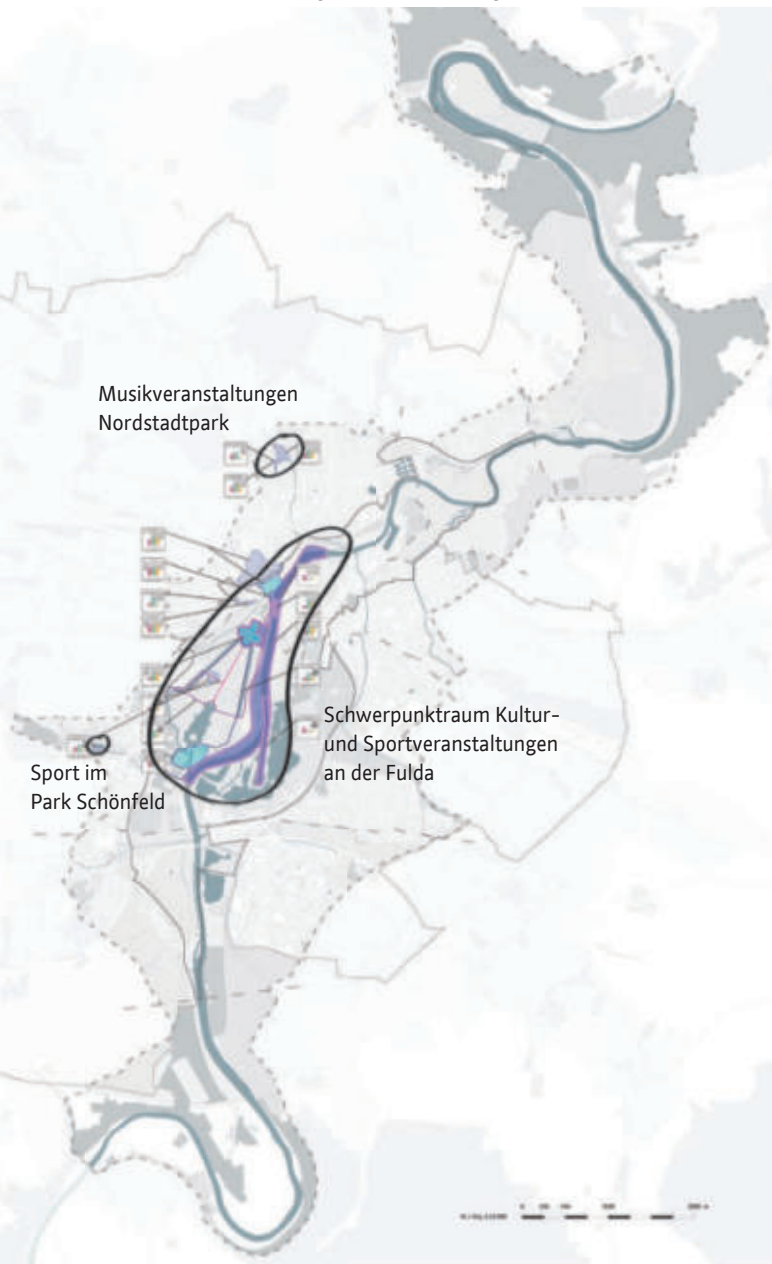 Musikveranstaltungen
Nordstadtpark
Schwerpunktraum Kultur-
und Sportveranstaltungen
an der Fulda
Sport im
Park Schönfeld